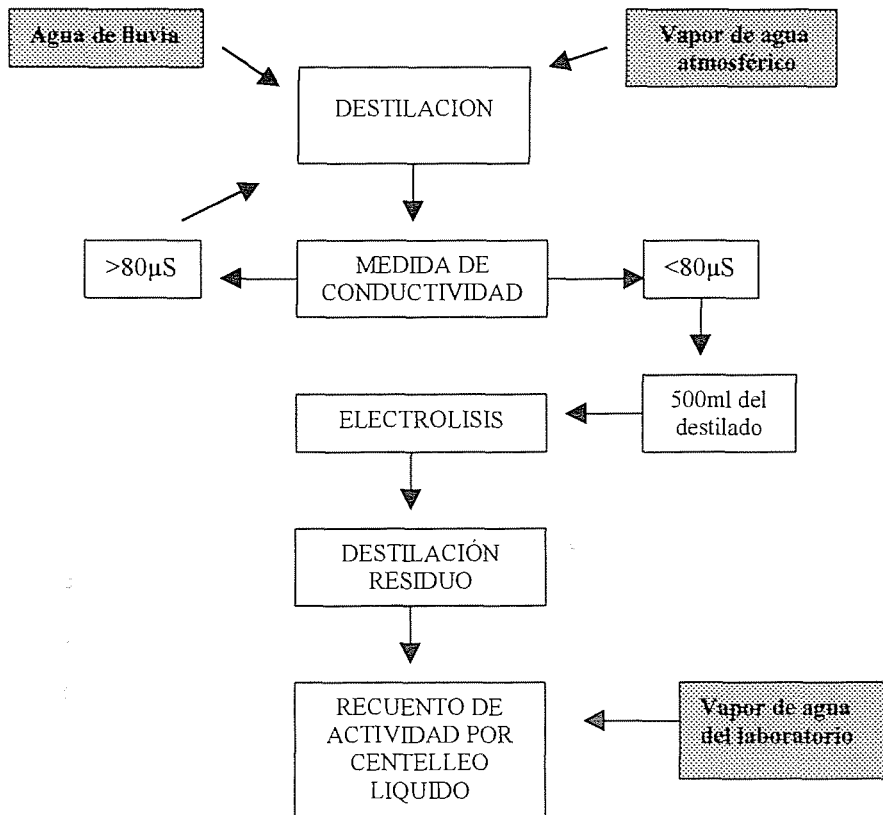 Agua de lluvia
Vapor de agua
atmosférico
DESTILACION
>80µS
MEDIDA DE
CONDUCTIVIDAD
<80µS
500ml del
destilado
ELECTROLISIS
DESTILACIÓN
RESIDUO
RECUENTO DE
ACTIVIDAD POR
CENTELLEO
LIQUIDO
Vapor de agua
del laboratorio